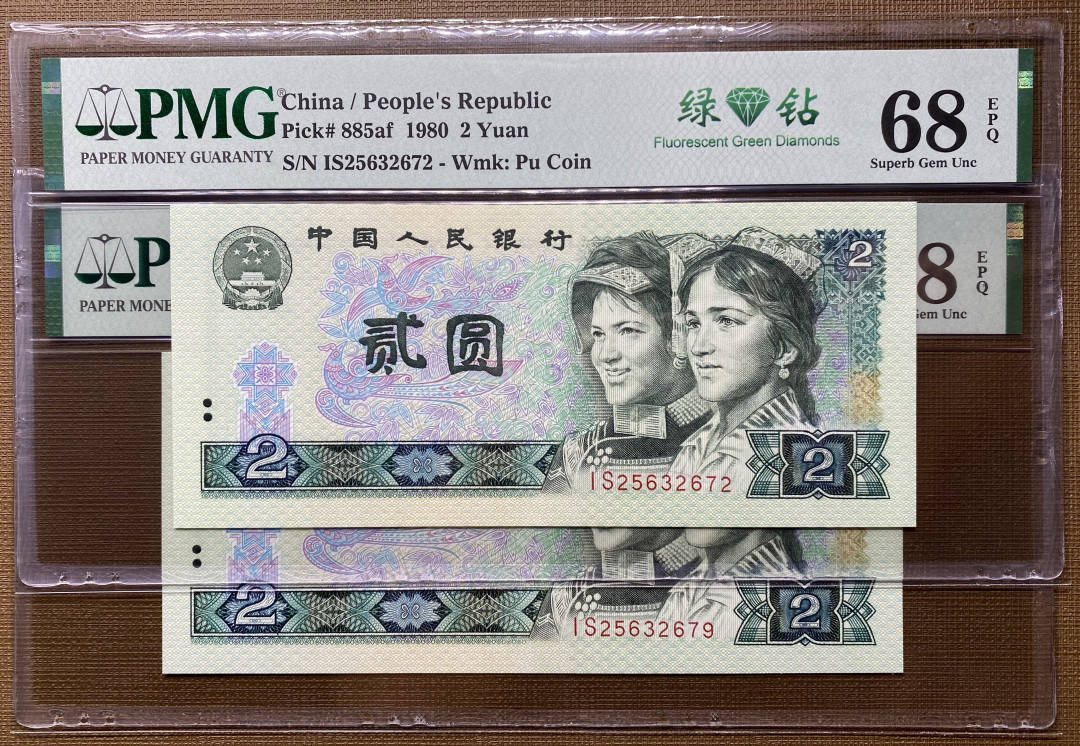 PMG®
PAPER MONEY GUARANTY
China / People's Republic
Pick# 885af 1980 2 Yuan
S/N IS25632672 - Wmk: Pu Coin
绿 钻
Fluorescent Green Diamonds
68
EPQ
Superb Gem Unc
P
PAPER MONE
8
EPQ
Gem Unc
中国人民银行
2
贰圆
2
IS25632672
2
2
IS25632679
2